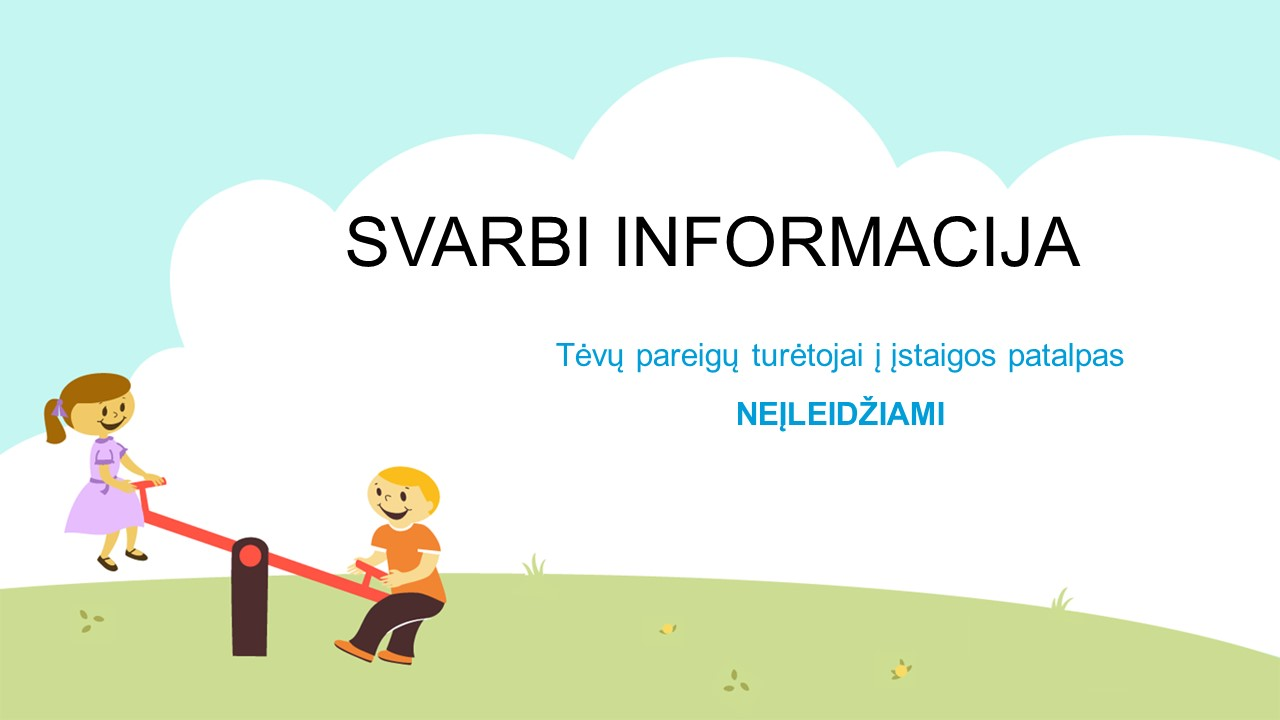 SVARBI INFORMACIJA
Tėvų pareigų turėtojai į įstaigos patalpas
NEĮLEIDŽIAMI